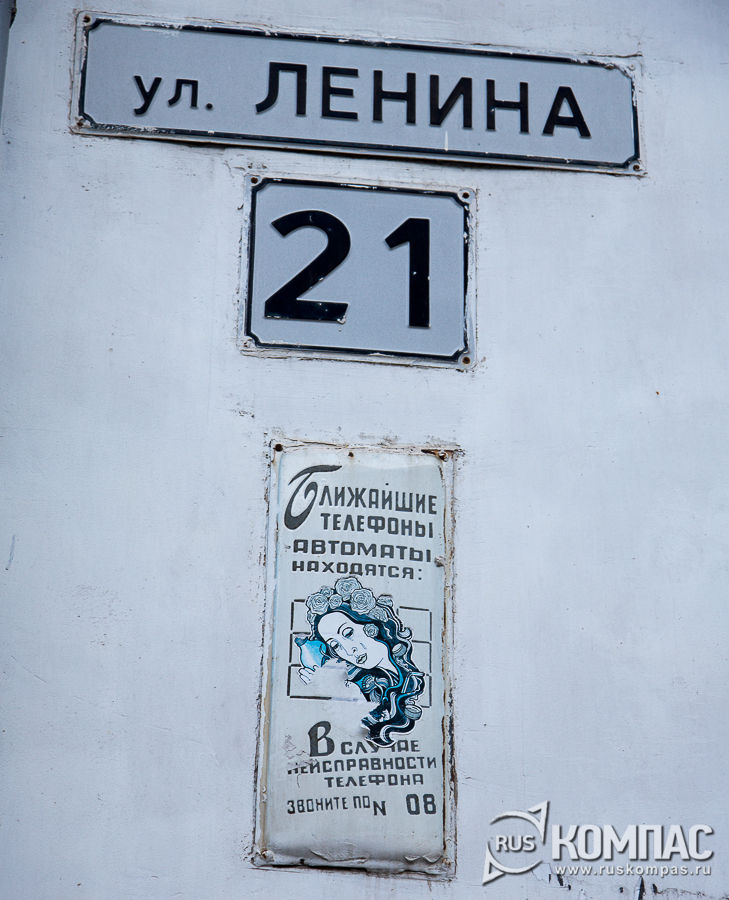 ул. ЛЕНИНА
21
БЛИЖАЙШИЕ
ТЕЛЕФОНЫ
АВТОМАТЫ
НАХОДЯТСЯ:
В СЛУЧАЕ
НЕИСПРАВНОСТИ
ТЕЛЕФОНА
ЗВОНИТЕ ПО N 08
RUS КОМПАС
www.ruskompas.ru